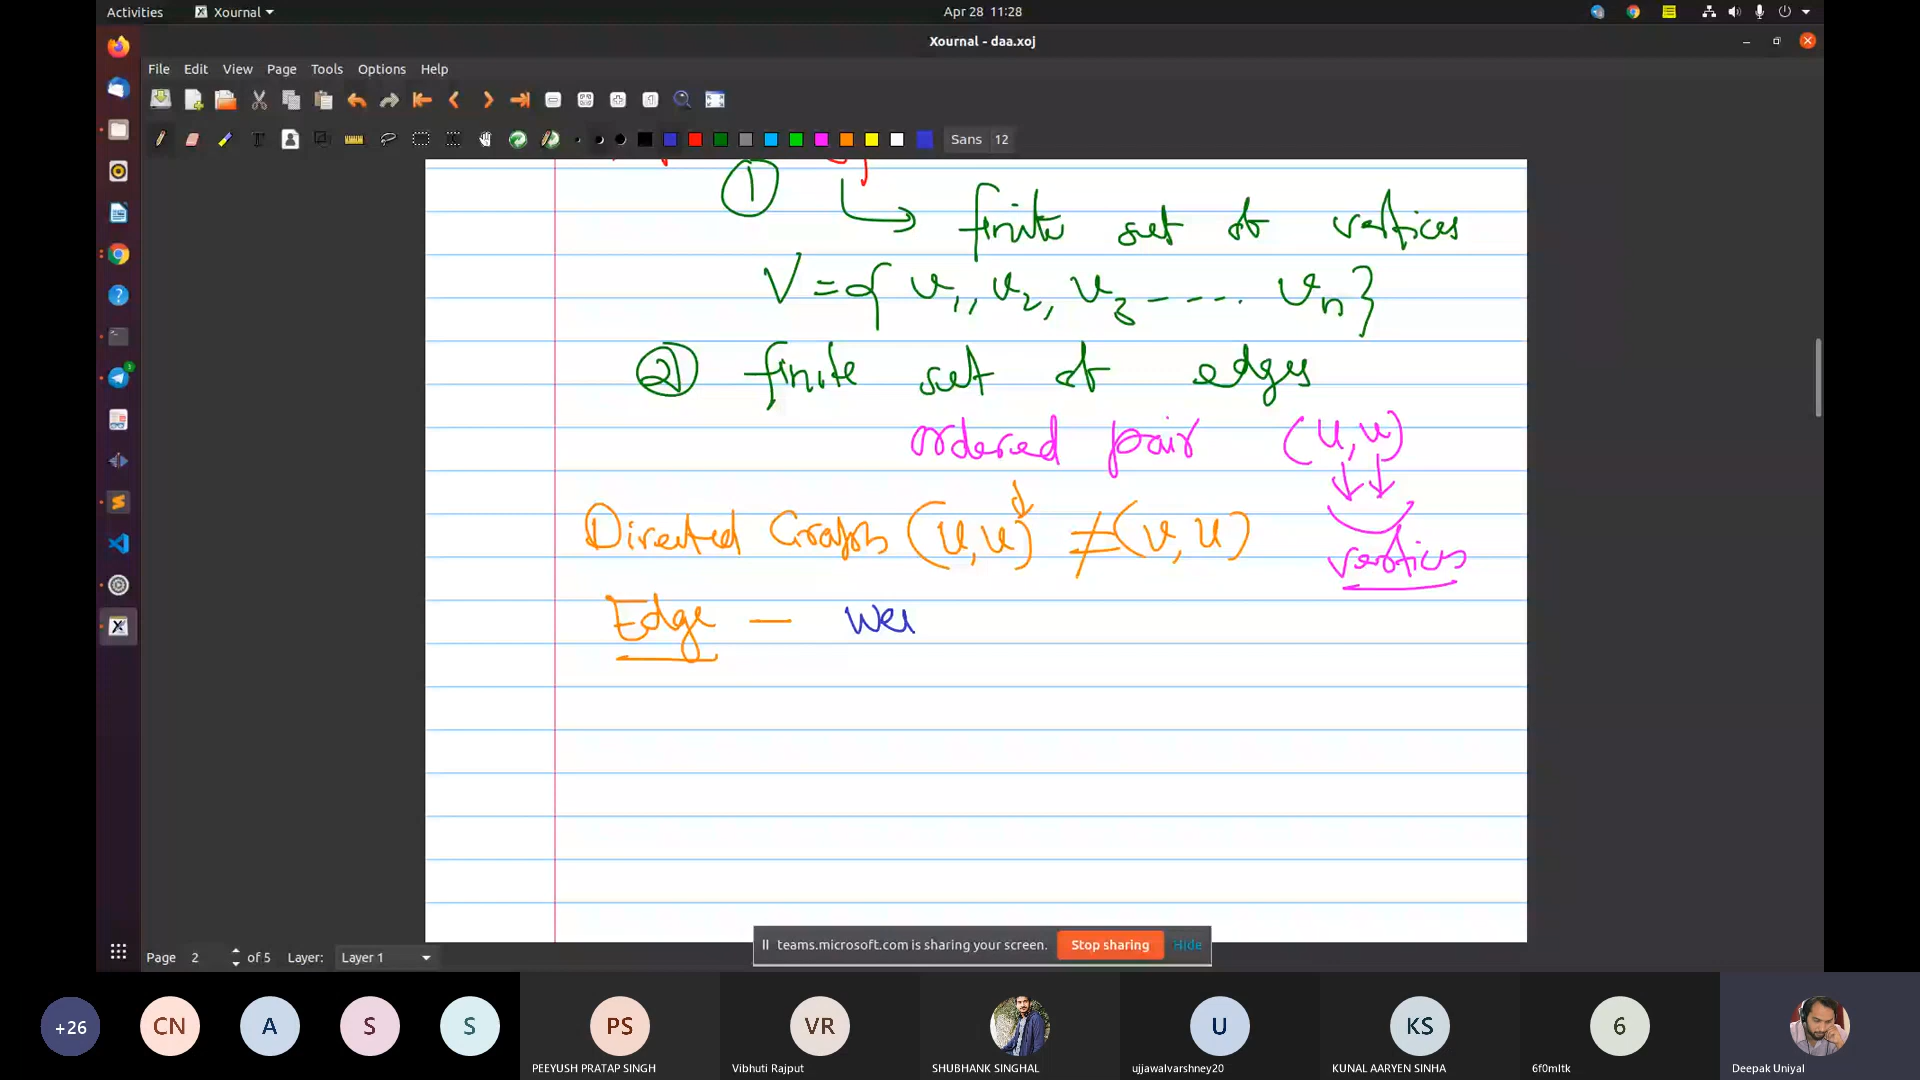 Activities Xournal Apr 28 11:28
Xournal - daa.xoj
File Edit View Page Tools Options Help
Sans 12
① finite set of vertices
V = { v1, v2, v3 - - - .... vn }
② finite set of edges
ordered pair (u,v)
Directed Graph (u,v) ≠ (v,u)
vertices
Edge — Wei
teams.microsoft.com is sharing your screen. Stop sharing Hide
Page 2 of 5 Layer: Layer 1
+26 CN A S S PS VR U KS 6
PEEYUSH PRATAP SINGH Vibhuti Rajput SHUBHANK SINGHAL ujjawalvarshney20 KUNAL AARYEN SINHA 6f0mltk Deepak Uniyal